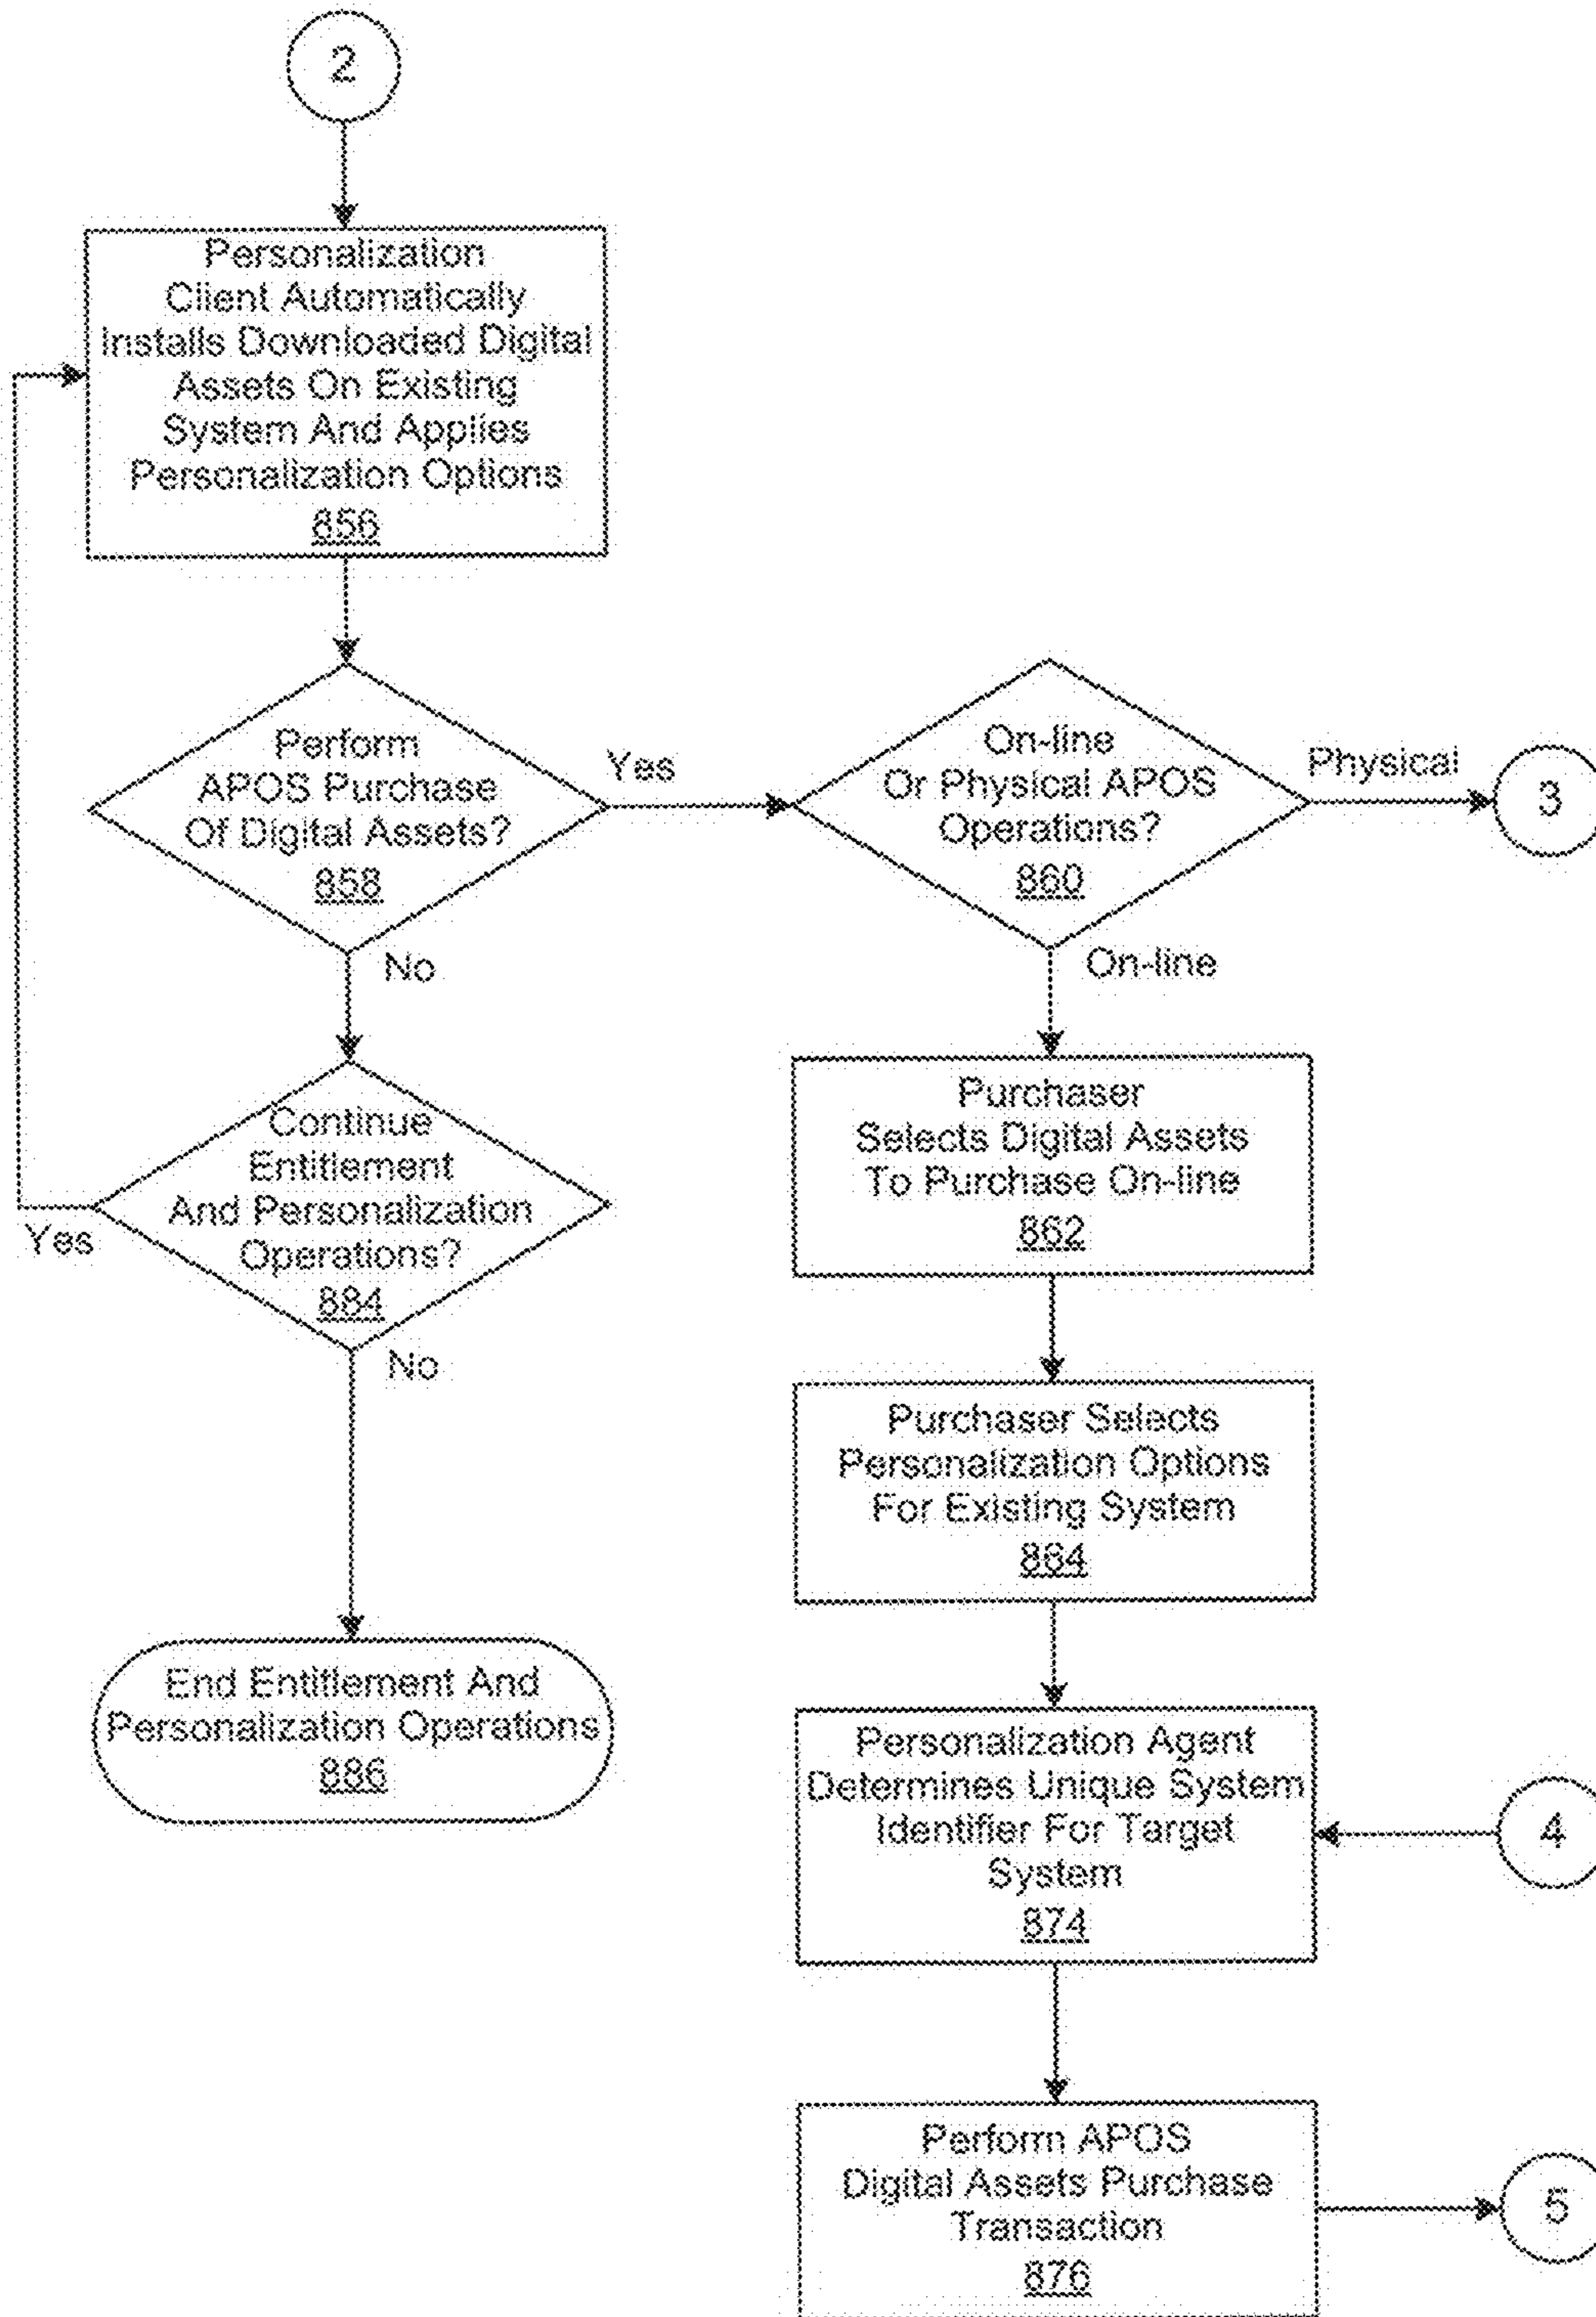 2
Personalization
Client Automatically
Installs Downloaded Digital
Assets On Existing
System And Applies
Personalization Options
856
Perform
APOS Purchase
Of Digital Assets?
858
Yes
On-line
Or Physical APOS
Operations?
860
Physical
3
No
On-line
Continue
Entitlement
And Personalization
Operations?
884
Yes
No
Purchaser
Selects Digital Assets
To Purchase On-line
862
Purchaser Selects
Personalization Options
For Existing System
864
End Entitlement And
Personalization Operations
886
Personalization Agent
Determines Unique System
Identifier For Target
System
874
4
Perform APOS
Digital Assets Purchase
Transaction
876
5